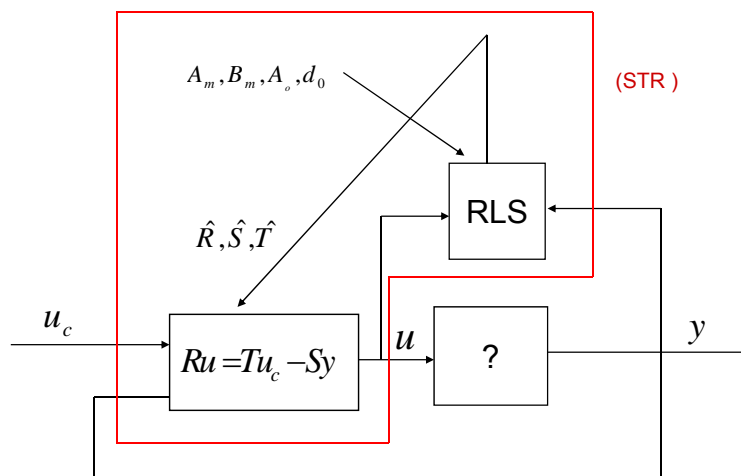 A_m, B_m, A_o, d_0
(STR )
RLS
R̂, Ŝ, T̂
u_c
Ru = Tu_c − Sy
u
?
y